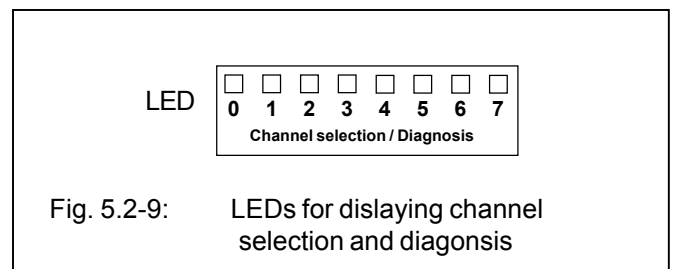 LED
0 1 2 3 4 5 6 7
Channel selection / Diagnosis
Fig. 5.2-9: LEDs for dislaying channel
selection and diagonsis